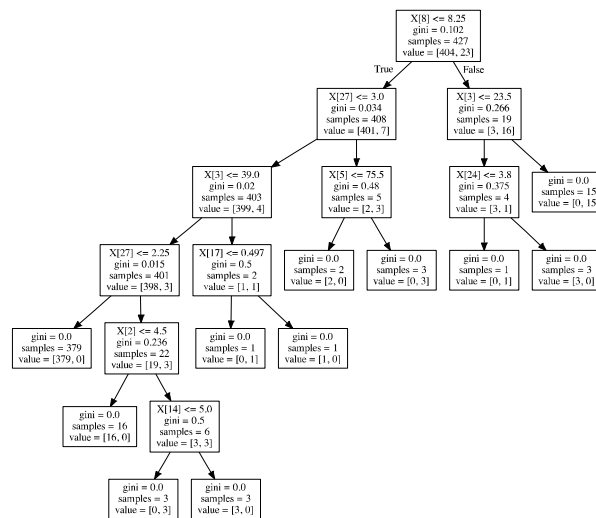 X[8] <= 8.25
gini = 0.102
samples = 427
value = [404, 23]
True
False
X[27] <= 3.0
gini = 0.034
samples = 408
value = [401, 7]
X[3] <= 23.5
gini = 0.266
samples = 19
value = [3, 16]
X[3] <= 39.0
gini = 0.02
samples = 403
value = [399, 4]
X[5] <= 75.5
gini = 0.48
samples = 5
value = [2, 3]
X[24] <= 3.8
gini = 0.375
samples = 4
value = [3, 1]
gini = 0.0
samples = 15
value = [0, 15]
X[27] <= 2.25
gini = 0.015
samples = 401
value = [398, 3]
X[17] <= 0.497
gini = 0.5
samples = 2
value = [1, 1]
gini = 0.0
samples = 2
value = [2, 0]
gini = 0.0
samples = 3
value = [0, 3]
gini = 0.0
samples = 1
value = [0, 1]
gini = 0.0
samples = 3
value = [3, 0]
gini = 0.0
samples = 379
value = [379, 0]
X[2] <= 4.5
gini = 0.236
samples = 22
value = [19, 3]
gini = 0.0
samples = 1
value = [0, 1]
gini = 0.0
samples = 1
value = [1, 0]
gini = 0.0
samples = 16
value = [16, 0]
X[14] <= 5.0
gini = 0.5
samples = 6
value = [3, 3]
gini = 0.0
samples = 3
value = [0, 3]
gini = 0.0
samples = 3
value = [3, 0]